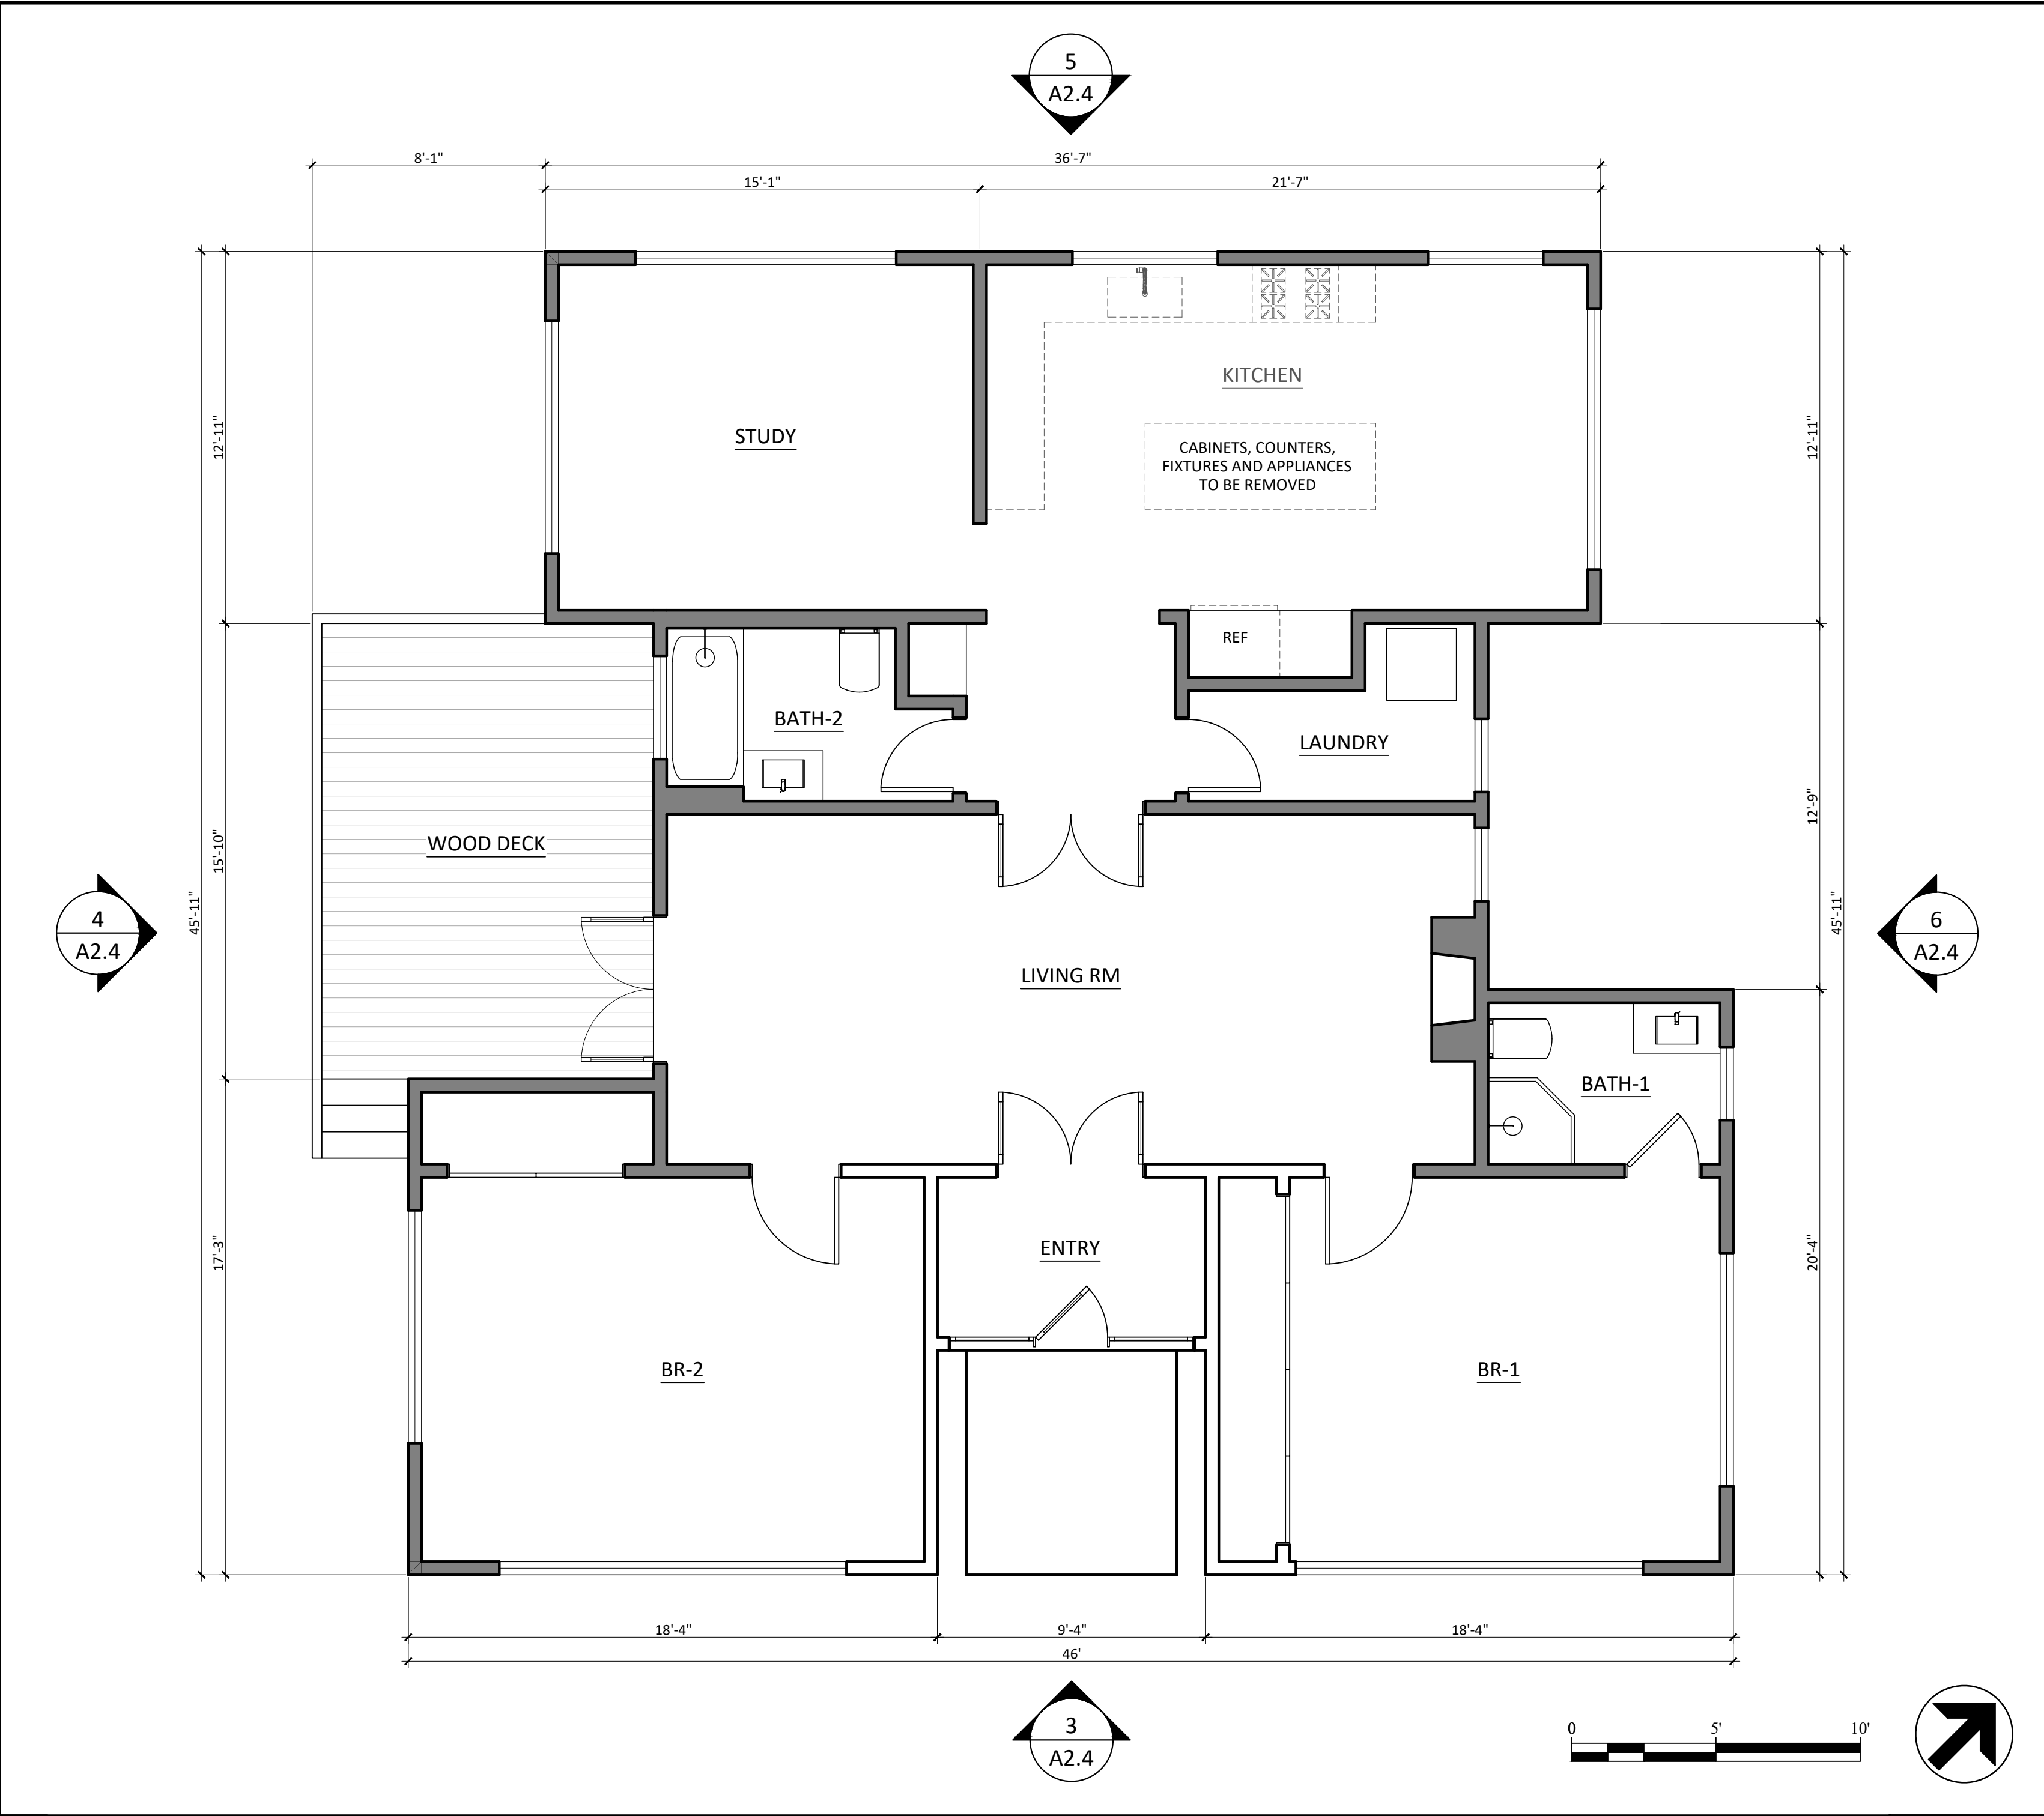 5
A2.4
8'-1"
36'-7"
15'-1"
21'-7"
KITCHEN
STUDY
12'-11"
12'-11"
CABINETS, COUNTERS,
FIXTURES AND APPLIANCES
TO BE REMOVED
REF
BATH-2
LAUNDRY
WOOD DECK
15'-10"
12'-9"
45'-11"
45'-11"
4
A2.4
6
A2.4
LIVING RM
BATH-1
17'-3"
ENTRY
20'-4"
BR-2
BR-1
18'-4"
9'-4"
18'-4"
46'
3
A2.4
0 5' 10'